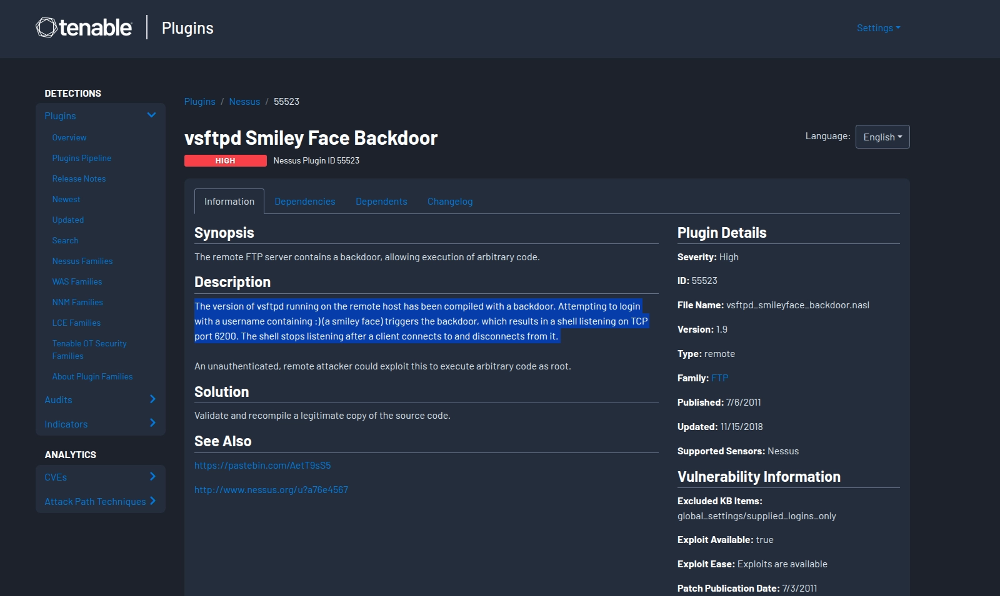 tenable
Plugins
Settings
DETECTIONS
Plugins
Overview
Plugins Pipeline
Release Notes
Newest
Updated
Search
Nessus Families
WAS Families
NNM Families
LCE Families
Tenable OT Security
Families
About Plugin Families
Audits
Indicators
ANALYTICS
CVEs
Attack Path Techniques
Plugins / Nessus / 55523
vsftpd Smiley Face Backdoor
HIGH Nessus Plugin ID 55523
Language: English
Information Dependencies Dependents Changelog
Synopsis
The remote FTP server contains a backdoor, allowing execution of arbitrary code.
Description
The version of vsftpd running on the remote host has been compiled with a backdoor. Attempting to login
with a username containing :) (a smiley face) triggers the backdoor, which results in a shell listening on TCP
port 6200. The shell stops listening after a client connects to and disconnects from it.
An unauthenticated, remote attacker could exploit this to execute arbitrary code as root.
Solution
Validate and recompile a legitimate copy of the source code.
See Also
https://pastebin.com/AetT9sS5
http://www.nessus.org/u?a76e4567
Plugin Details
Severity: High
ID: 55523
File Name: vsftpd_smileyface_backdoor.nasl
Version: 1.9
Type: remote
Family: FTP
Published: 7/6/2011
Updated: 11/15/2018
Supported Sensors: Nessus
Vulnerability Information
Excluded KB Items:
global_settings/supplied_logins_only
Exploit Available: true
Exploit Ease: Exploits are available
Patch Publication Date: 7/3/2011